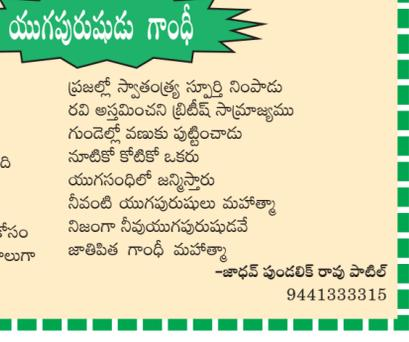 యుగపురుషుడు గాంధీ
ప్రజల్లో స్వాతంత్ర్య స్ఫూర్తి నింపాడు
రవి అస్తమించని బ్రిటీష్ సామ్రాజ్యము
గుండెల్లో వణుకు పుట్టించాడు
నూటికో కోటికో ఒకరు
యుగసంధిలో జన్మిస్తారు
నీవంటి యుగపురుషులు మహాత్మా
నిజంగా నీవుయుగపురుషుడవే
జాతిపిత గాంధీ మహాత్మా
-జాధవ్ పుండలిక్ రావు పాటిల్
9441333315